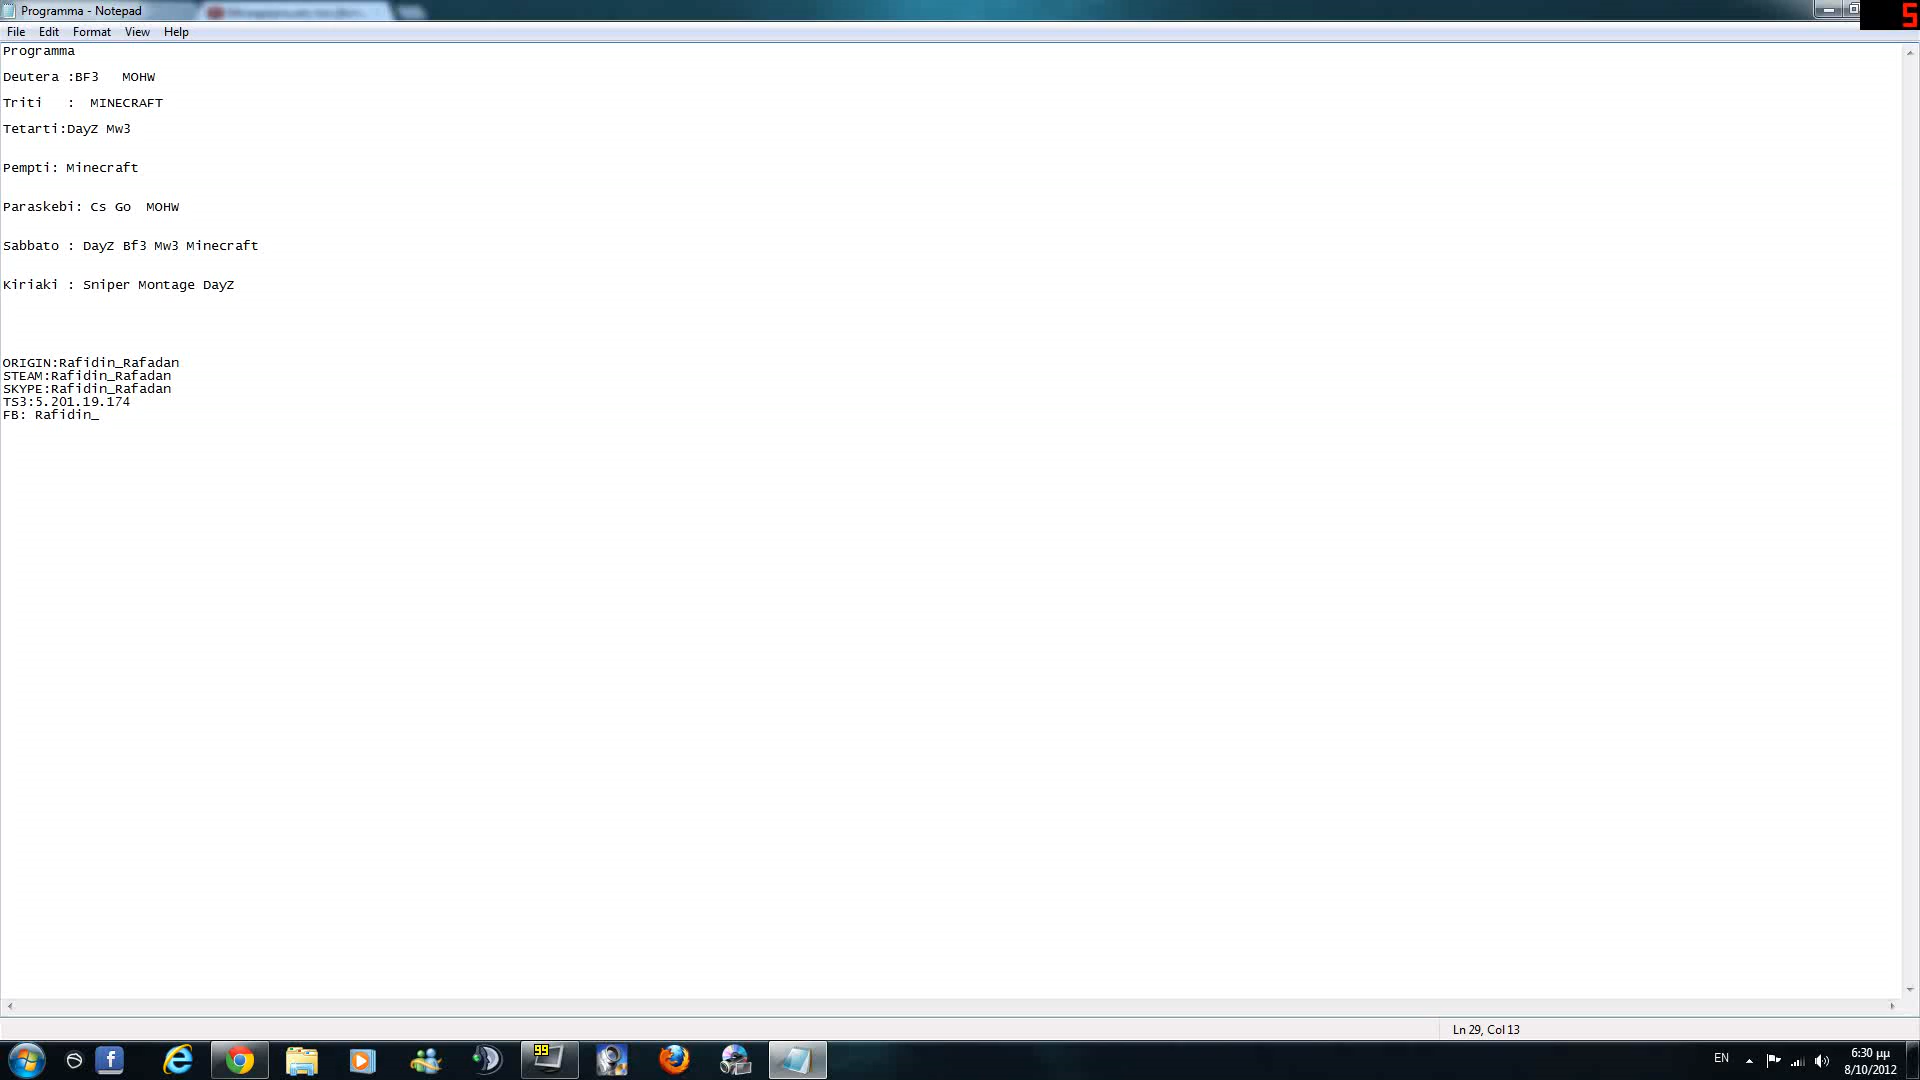 Programma - Notepad
5
File Edit Format View Help
Programma
Deutera :BF3   MOHW
Triti   :  MINECRAFT
Tetarti:DayZ Mw3
Pempti: Minecraft
Paraskebi: Cs Go  MOHW
Sabbato : DayZ Bf3 Mw3 Minecraft
Kiriaki : Sniper Montage DayZ
ORIGIN:Rafidin_Rafadan
STEAM:Rafidin_Rafadan
SKYPE:Rafidin_Rafadan
TS3:5.201.19.174
FB: Rafidin_
Ln 29, Col 13
99
EN
6:30 μμ
8/10/2012